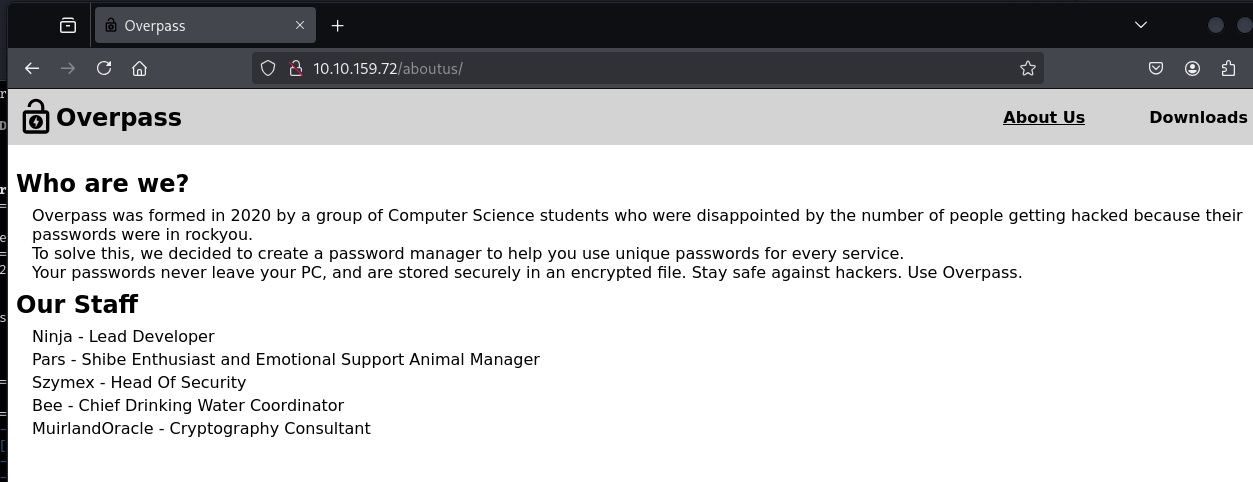 Overpass
10.10.159.72/aboutus/
Overpass
About Us
Downloads
Who are we?
Overpass was formed in 2020 by a group of Computer Science students who were disappointed by the number of people getting hacked because their
passwords were in rockyou.
To solve this, we decided to create a password manager to help you use unique passwords for every service.
Your passwords never leave your PC, and are stored securely in an encrypted file. Stay safe against hackers. Use Overpass.
Our Staff
Ninja - Lead Developer
Pars - Shibe Enthusiast and Emotional Support Animal Manager
Szymex - Head Of Security
Bee - Chief Drinking Water Coordinator
MuirlandOracle - Cryptography Consultant